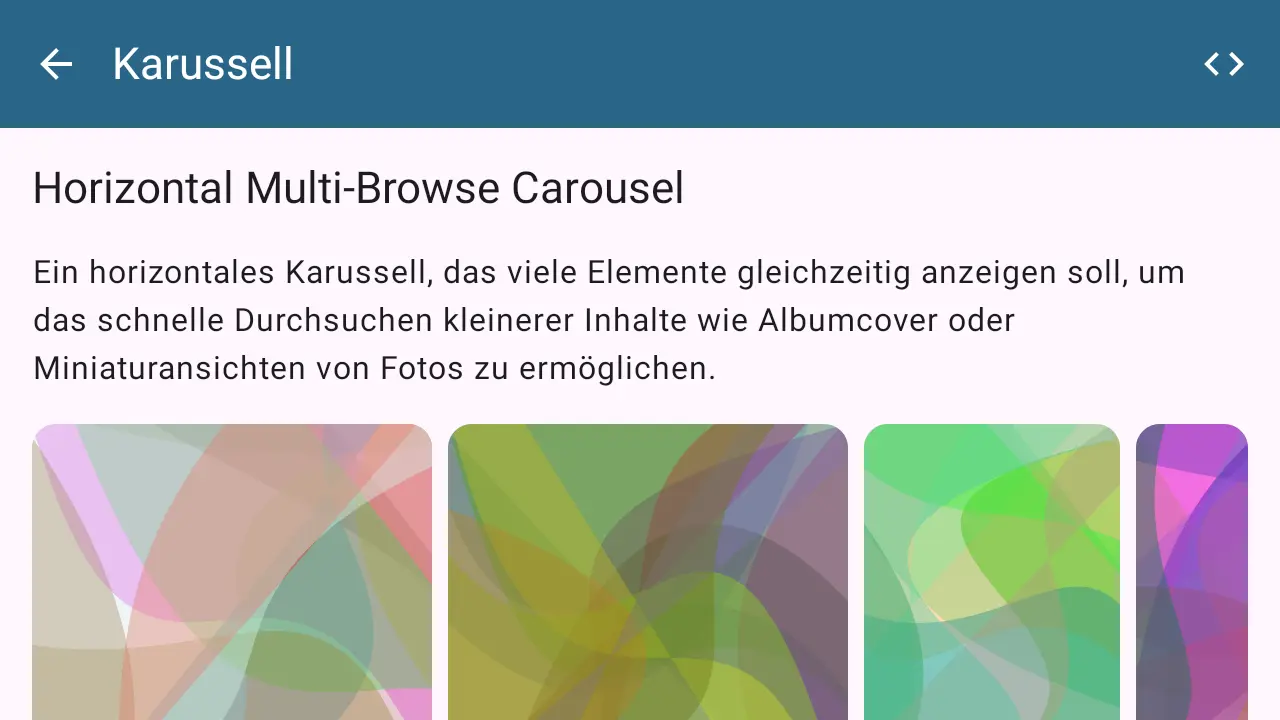 Karussell
Horizontal Multi-Browse Carousel
Ein horizontales Karussell, das viele Elemente gleichzeitig anzeigen soll, um
das schnelle Durchsuchen kleinerer Inhalte wie Albumcover oder
Miniaturansichten von Fotos zu ermöglichen.